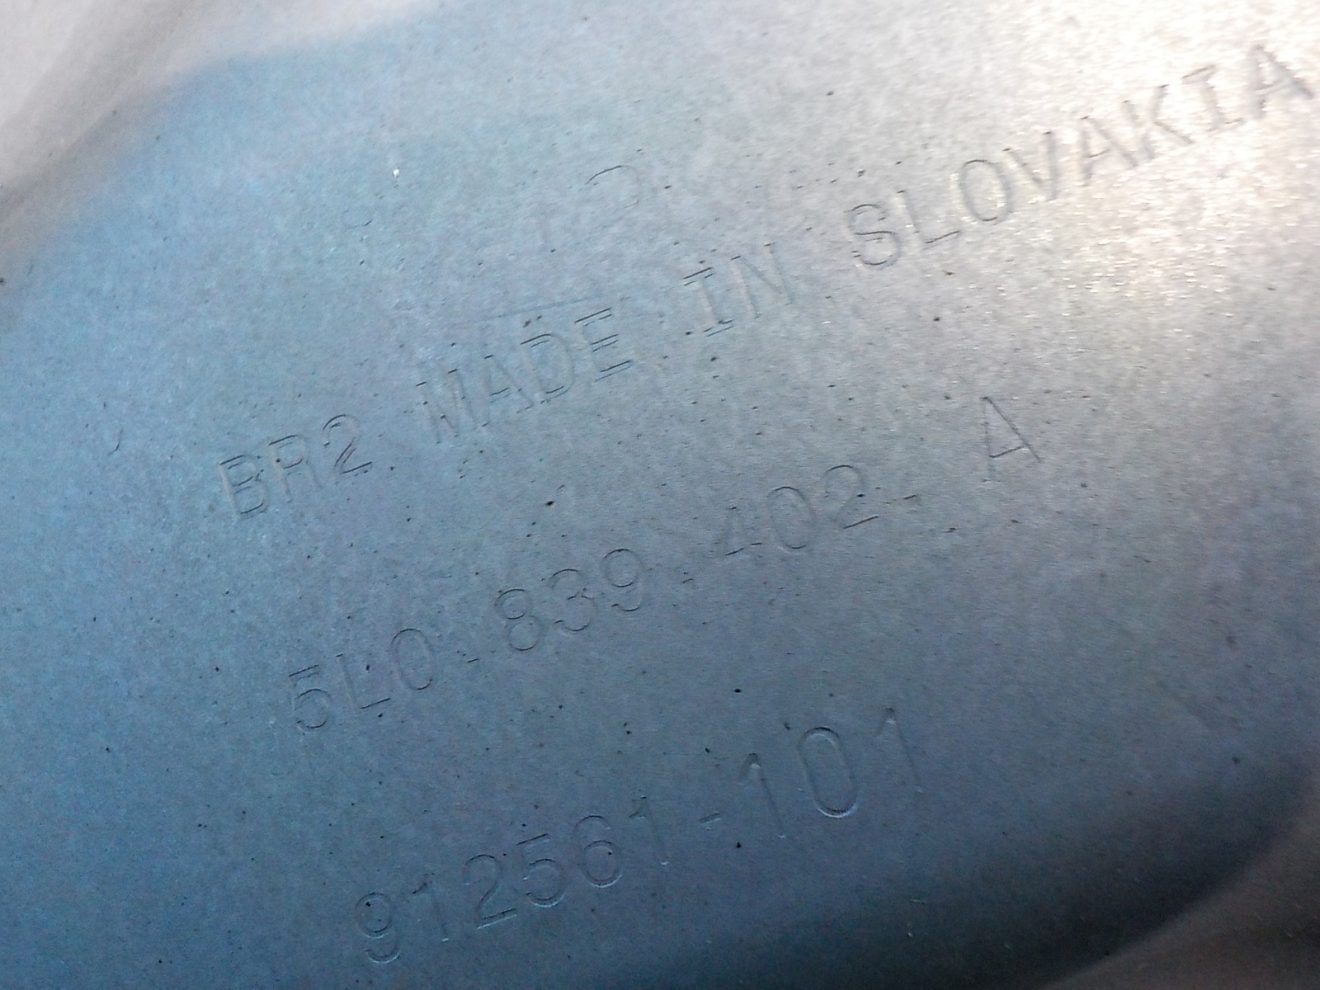 BR2 MADE IN SLOVAKIA
5L0.839.402. A
912561-101